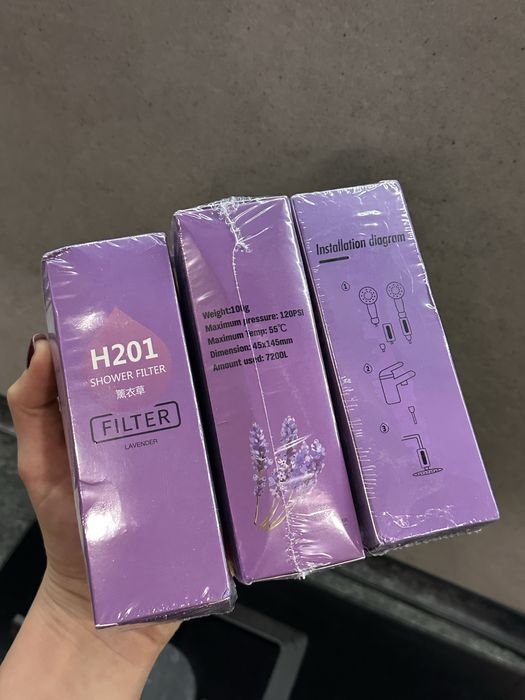 H201
SHOWER FILTER
薰衣草
FILTER
LAVENDER
Weight:100g
Maximum pressure: 120PSI
Maximum Temp: 55℃
Dimension: 45x145mm
Amount used: 7200L
Installation diagram
1
2
3